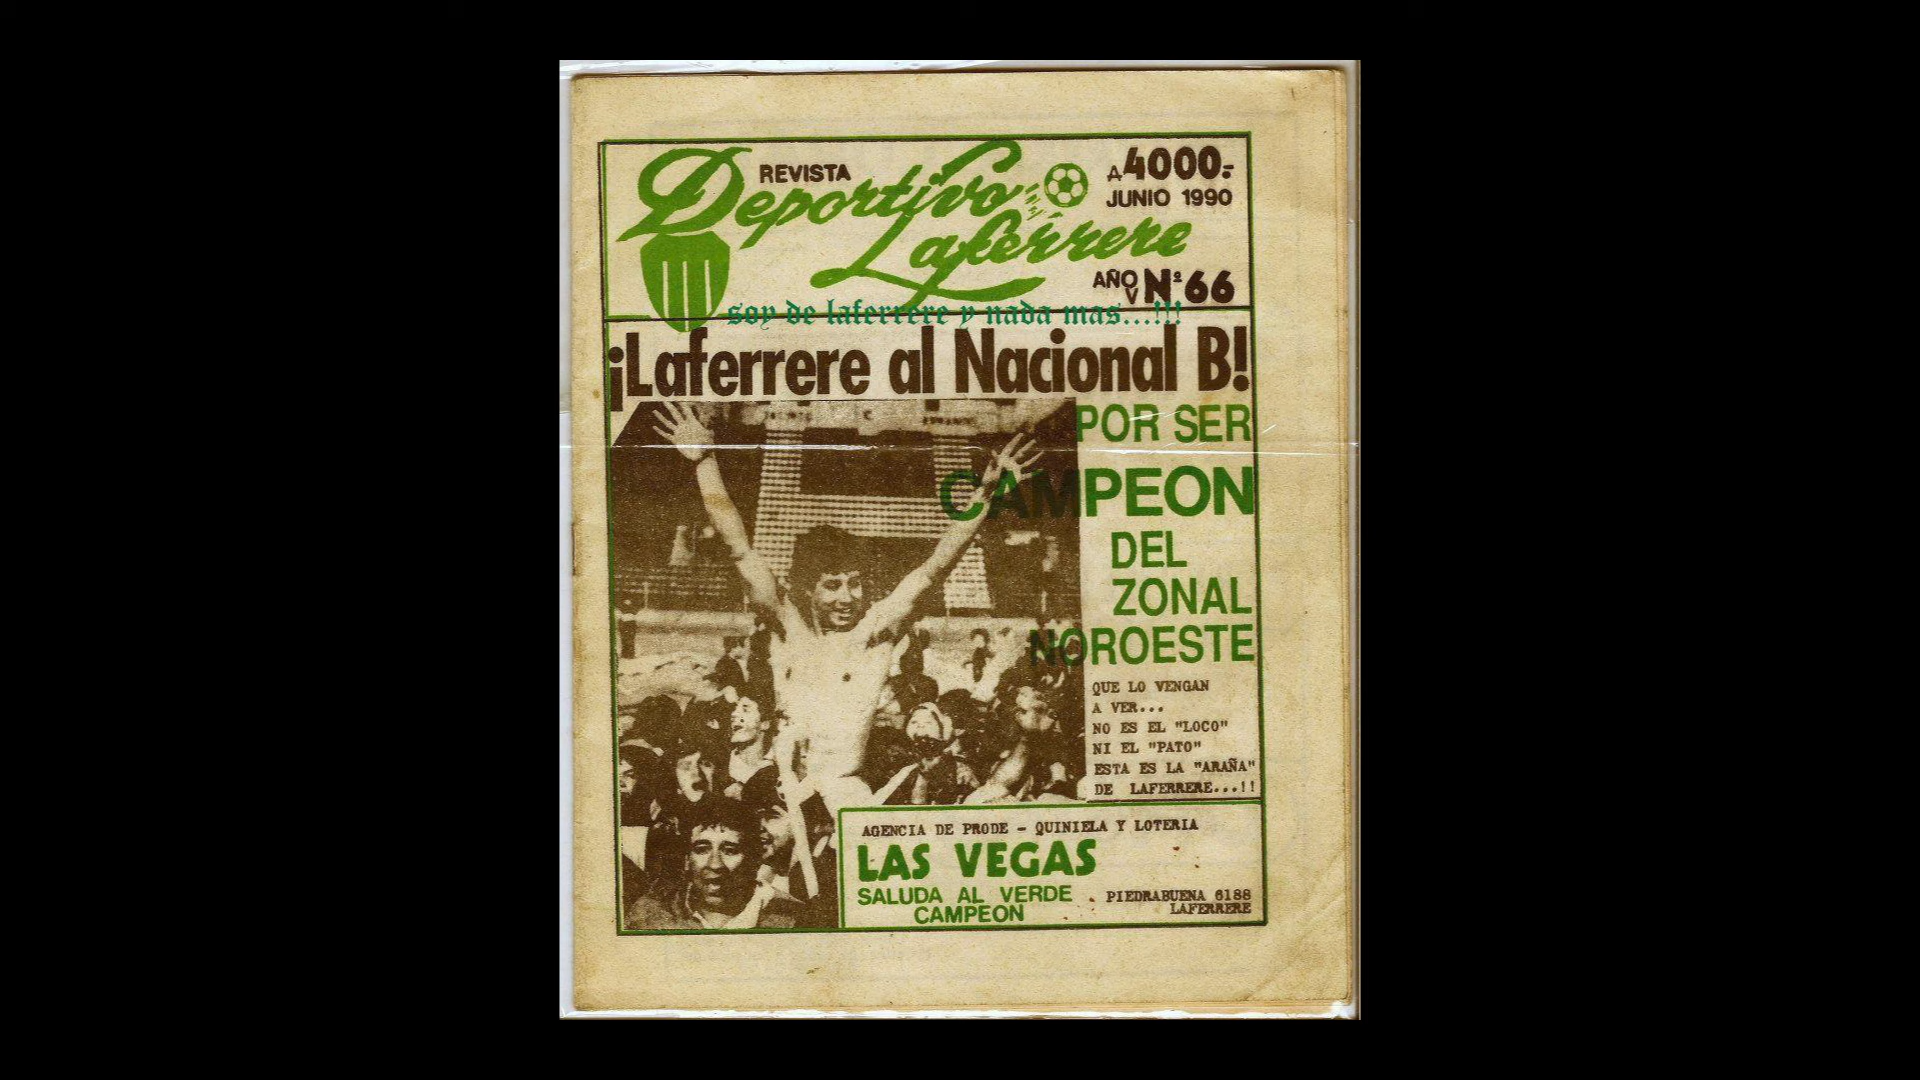 REVISTA
Deportivo
Laferrere
₳4000.-
JUNIO 1990
AÑO V Nº 66
soy de laferrere y nada mas...!!!
¡Laferrere al Nacional B!
POR SER
CAMPEON
DEL
ZONAL
NOROESTE
QUE LO VENGAN
A VER...
NO ES EL "LOCO"
NI EL "PATO"
ESTA ES LA "ARAÑA"
DE LAFERRERE...!!
AGENCIA DE PRODE - QUINIELA Y LOTERIA
LAS VEGAS
SALUDA AL VERDE
CAMPEON
PIEDRABUENA 6188
LAFERRERE